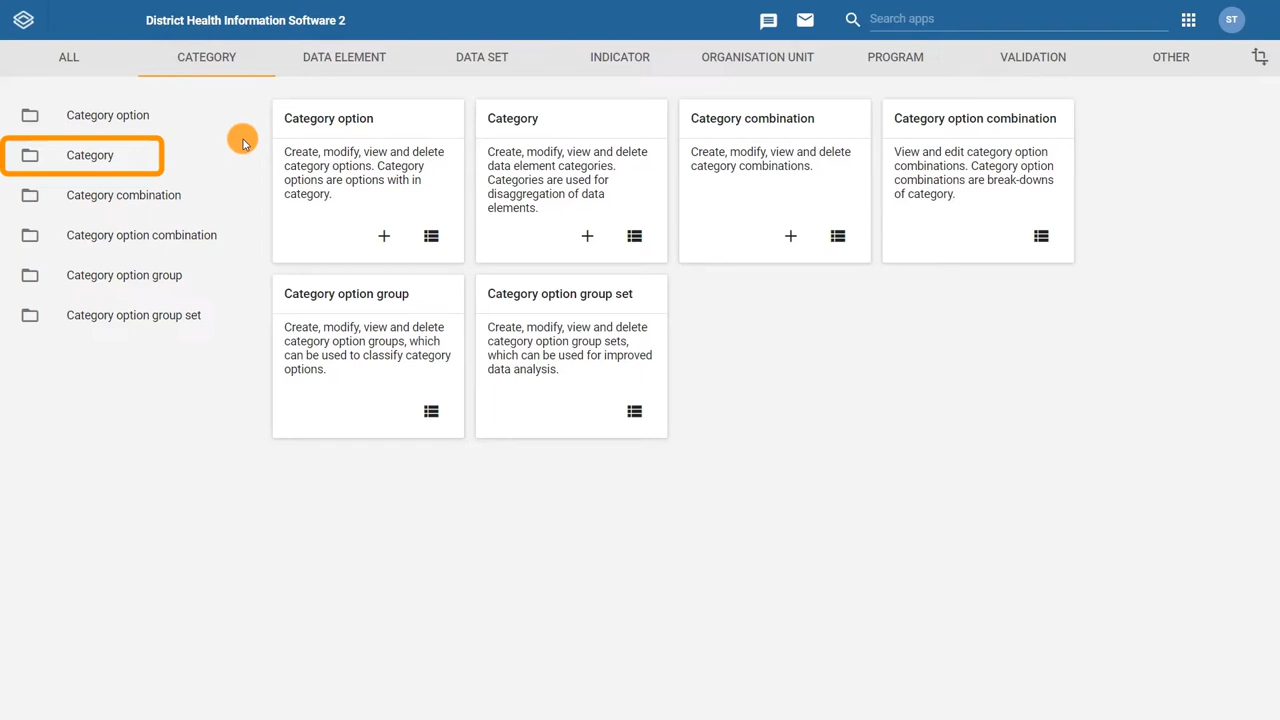 District Health Information Software 2
Search apps
ST
ALL
CATEGORY
DATA ELEMENT
DATA SET
INDICATOR
ORGANISATION UNIT
PROGRAM
VALIDATION
OTHER
Category option
Category
Category combination
Category option combination
Category option group
Category option group set
Category option
Create, modify, view and delete
category options. Category
options are options with in
category.
Category
Create, modify, view and delete
data element categories.
Categories are used for
disaggregation of data
elements.
Category combination
Create, modify, view and delete
category combinations.
Category option combination
View and edit category option
combinations. Category option
combinations are break-downs
of category.
Category option group
Create, modify, view and delete
category option groups, which
can be used to classify category
options.
Category option group set
Create, modify, view and delete
category option group sets,
which can be used for improved
data analysis.